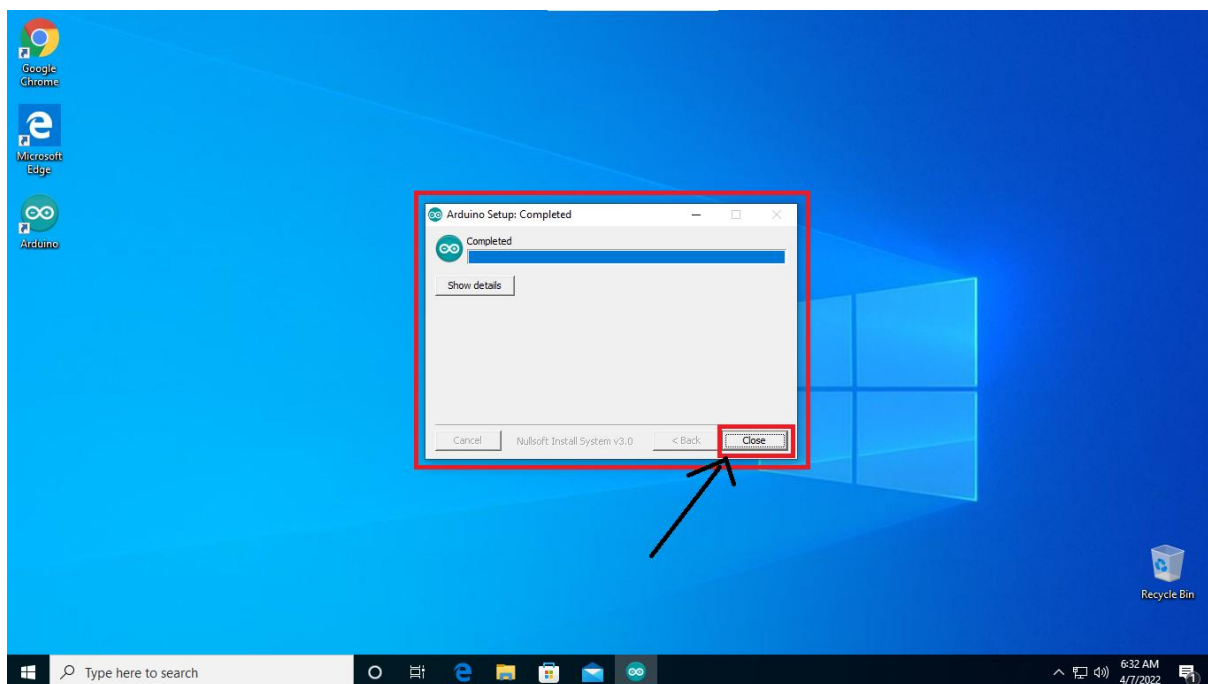 Google
Chrome
Microsoft
Edge
Arduino
Arduino Setup: Completed
Completed
Show details
Cancel
Nullsoft Install System v3.0
< Back
Close
Recycle Bin
Type here to search
6:32 AM
4/7/2022
1